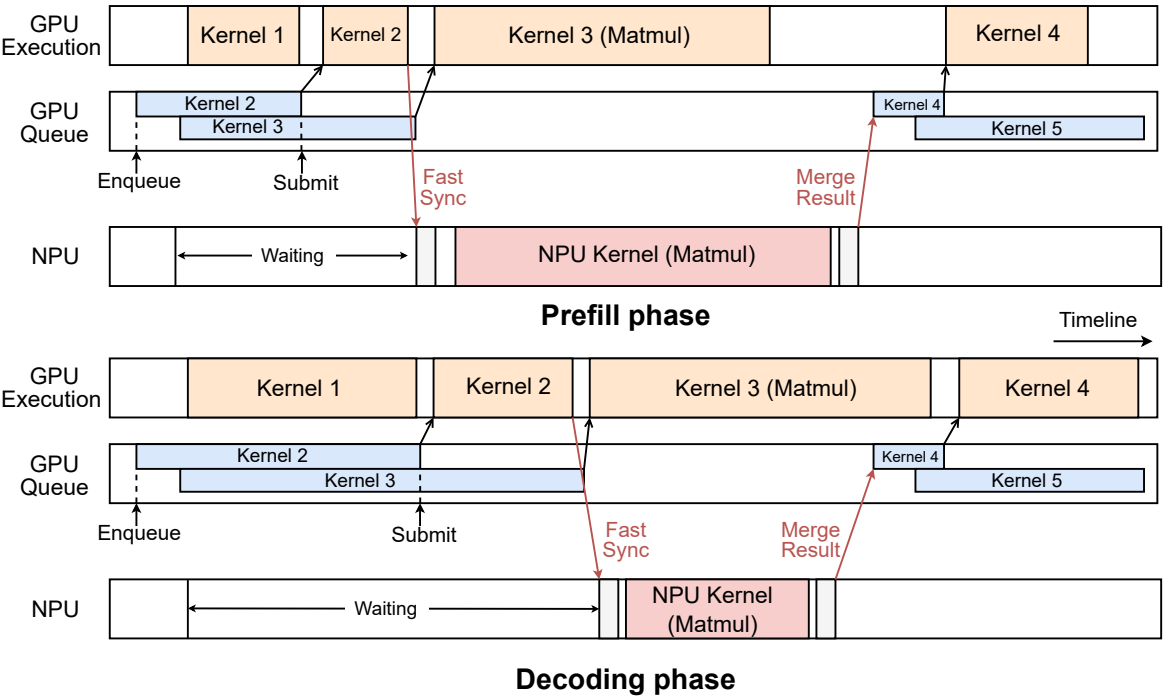 GPU
Execution
Kernel 1
Kernel 2
Kernel 3 (Matmul)
Kernel 4
GPU
Queue
Kernel 2
Kernel 3
Kernel 4
Kernel 5
Enqueue
Submit
Fast
Sync
Merge
Result
NPU
Waiting
NPU Kernel (Matmul)
Prefill phase
Timeline
GPU
Execution
Kernel 1
Kernel 2
Kernel 3 (Matmul)
Kernel 4
GPU
Queue
Kernel 2
Kernel 3
Kernel 4
Kernel 5
Enqueue
Submit
Fast
Sync
Merge
Result
NPU
Waiting
NPU Kernel
(Matmul)
Decoding phase